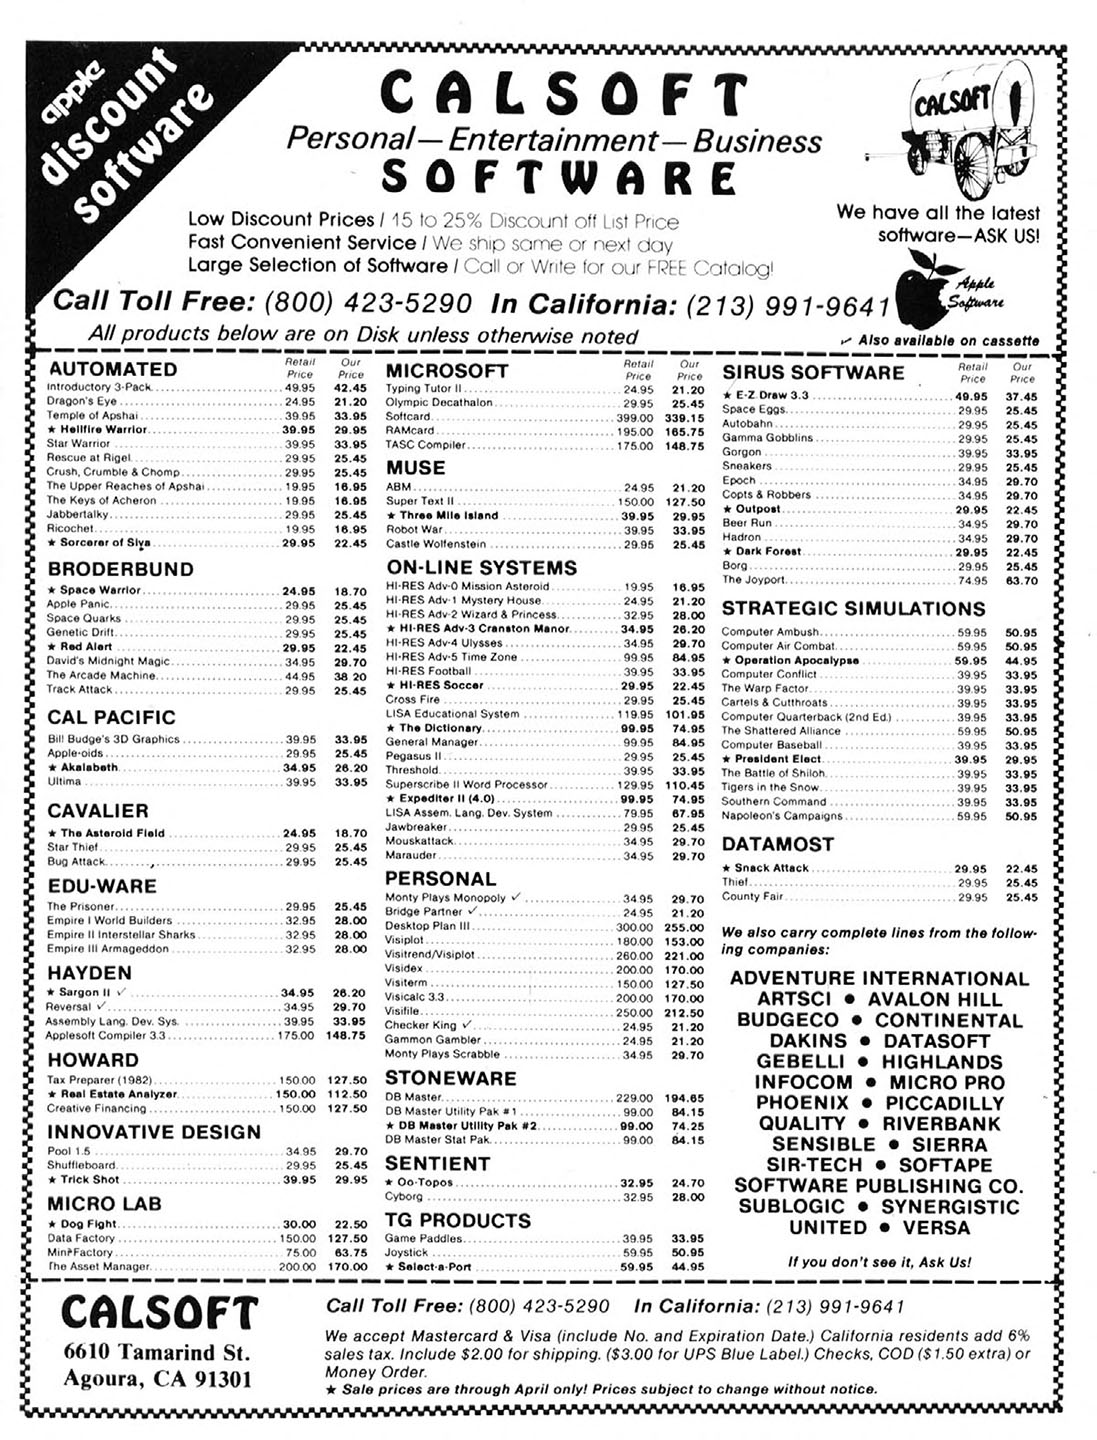 apple
discount
software
CALSOFT
Personal—Entertainment—Business
SOFTWARE
CALSOFT
Low Discount Prices / 15 to 25% Discount off List Price
Fast Convenient Service / We ship same or next day
Large Selection of Software / Call or Write for our FREE Catalog!
We have all the latest
software—ASK US!
Apple
Software
Call Toll Free: (800) 423-5290 In California: (213) 991-9641
All products below are on Disk unless otherwise noted
✓ Also available on cassette
AUTOMATED Retail Price Our Price
Introductory 3-Pack 49.95 42.45
Dragon's Eye 24.95 21.20
Temple of Apshai 39.95 33.95
★ Hellfire Warrior 39.95 29.95
Star Warrior 39.95 33.95
Rescue at Rigel 29.95 25.45
Crush, Crumble & Chomp 29.95 25.45
The Upper Reaches of Apshai 19.95 16.95
The Keys of Acheron 19.95 16.95
Jabbertalky 29.95 25.45
Ricochet 19.95 16.95
★ Sorcerer of Siva 29.95 22.45
BRODERBUND
★ Space Warrior 24.95 18.70
Apple Panic 29.95 25.45
Space Quarks 29.95 25.45
Genetic Drift 29.95 25.45
★ Red Alert 29.95 22.45
David's Midnight Magic 34.95 29.70
The Arcade Machine 44.95 38 20
Track Attack 29.95 25.45
CAL PACIFIC
Bill Budge's 3D Graphics 39.95 33.95
Apple-oids 29.95 25.45
★ Akalabeth 34.95 26.20
Ultima 39.95 33.95
CAVALIER
★ The Asteroid Field 24.95 18.70
Star Thief 29.95 25.45
Bug Attack 29.95 25.45
EDU-WARE
The Prisoner 29.95 25.45
Empire I World Builders 32.95 28.00
Empire II Interstellar Sharks 32.95 28.00
Empire III Armageddon 32.95 28.00
HAYDEN
★ Sargon II ✓ 34.95 26.20
Reversal ✓ 34.95 29.70
Assembly Lang. Dev. Sys. 39.95 33.95
Applesoft Compiler 3.3 175.00 148.75
HOWARD
Tax Preparer (1982) 150.00 127.50
★ Real Estate Analyzer 150.00 112.50
Creative Financing 150.00 127.50
INNOVATIVE DESIGN
Pool 1.5 34.95 29.70
Shuffleboard 29.95 25.45
★ Trick Shot 39.95 29.95
MICRO LAB
★ Dog Fight 30.00 22.50
Data Factory 150.00 127.50
Mini Factory 75.00 63.75
The Asset Manager 200.00 170.00
MICROSOFT Retail Price Our Price
Typing Tutor II 24.95 21.20
Olympic Decathalon 29.95 25.45
Softcard 399.00 339.15
RAMcard 195.00 165.75
TASC Compiler 175.00 148.75
MUSE
ABM 24.95 21.20
Super Text II 150.00 127.50
★ Three Mile Island 39.95 29.95
Robot War 39.95 33.95
Castle Wolfenstein 29.95 25.45
ON-LINE SYSTEMS
HI-RES Adv-0 Mission Asteroid 19.95 16.95
HI-RES Adv-1 Mystery House 24.95 21.20
HI-RES Adv-2 Wizard & Princess 32.95 28.00
★ HI-RES Adv-3 Cranston Manor 34.95 26.20
HI-RES Adv-4 Ulysses 34.95 29.70
HI-RES Adv-5 Time Zone 99.95 84.95
HI-RES Football 39.95 33.95
★ HI-RES Soccer 29.95 22.45
Cross Fire 29.95 25.45
LISA Educational System 119.95 101.95
★ The Dictionary 99.95 74.95
General Manager 99.95 84.95
Pegasus II 29.95 25.45
Threshold 39.95 33.95
Superscribe II Word Processor 129.95 110.45
★ Expediter II (4.0) 99.95 74.95
LISA Assem. Lang. Dev. System 79.95 67.95
Jawbreaker 29.95 25.45
Mouskattack 34.95 29.70
Marauder 34.95 29.70
PERSONAL
Monty Plays Monopoly ✓ 34.95 29.70
Bridge Partner ✓ 24.95 21.20
Desktop Plan III 300.00 255.00
Visiplot 180.00 153.00
Visitrend/Visiplot 260.00 221.00
Visidex 200.00 170.00
Visiterm 150.00 127.50
Visicalc 3.3 200.00 170.00
Visifile 250.00 212.50
Checker King ✓ 24.95 21.20
Gammon Gambler 24.95 21.20
Monty Plays Scrabble 34.95 29.70
STONEWARE
DB Master 229.00 194.65
DB Master Utility Pak #1 99.00 84.15
★ DB Master Utility Pak #2 99.00 74.25
DB Master Stat Pak 99.00 84.15
SENTIENT
★ Oo-Topos 32.95 24.70
Cyborg 32.95 28.00
TG PRODUCTS
Game Paddles 39.95 33.95
Joystick 59.95 50.95
★ Select-a-Port 59.95 44.95
SIRUS SOFTWARE Retail Price Our Price
★ E-Z Draw 3.3 49.95 37.45
Space Eggs 29.95 25.45
Autobahn 29.95 25.45
Gamma Gobblins 29.95 25.45
Gorgon 39.95 33.95
Sneakers 29.95 25.45
Epoch 34.95 29.70
Copts & Robbers 34.95 29.70
★ Outpost 29.95 22.45
Beer Run 34.95 29.70
Hadron 34.95 29.70
★ Dark Forest 29.95 22.45
Borg 29.95 25.45
The Joyport 74.95 63.70
STRATEGIC SIMULATIONS
Computer Ambush 59.95 50.95
Computer Air Combat 59.95 50.95
★ Operation Apocalypse 59.95 44.95
Computer Conflict 39.95 33.95
The Warp Factor 39.95 33.95
Cartels & Cutthroats 39.95 33.95
Computer Quarterback (2nd Ed.) 39.95 33.95
The Shattered Alliance 59.95 50.95
Computer Baseball 39.95 33.95
★ President Elect 39.95 29.95
The Battle of Shiloh 39.95 33.95
Tigers in the Snow 39.95 33.95
Southern Command 39.95 33.95
Napoleon's Campaigns 59.95 50.95
DATAMOST
★ Snack Attack 29.95 22.45
Thief 29.95 25.45
County Fair 29.95 25.45
We also carry complete lines from the follow-
ing companies:
ADVENTURE INTERNATIONAL
ARTSCI ● AVALON HILL
BUDGECO ● CONTINENTAL
DAKINS ● DATASOFT
GEBELLI ● HIGHLANDS
INFOCOM ● MICRO PRO
PHOENIX ● PICCADILLY
QUALITY ● RIVERBANK
SENSIBLE ● SIERRA
SIR-TECH ● SOFTAPE
SOFTWARE PUBLISHING CO.
SUBLOGIC ● SYNERGISTIC
UNITED ● VERSA
If you don't see it, Ask Us!
CALSOFT
6610 Tamarind St.
Agoura, CA 91301
Call Toll Free: (800) 423-5290 In California: (213) 991-9641
We accept Mastercard & Visa (include No. and Expiration Date.) California residents add 6%
sales tax. Include $2.00 for shipping. ($3.00 for UPS Blue Label.) Checks, COD ($1.50 extra) or
Money Order.
★ Sale prices are through April only! Prices subject to change without notice.